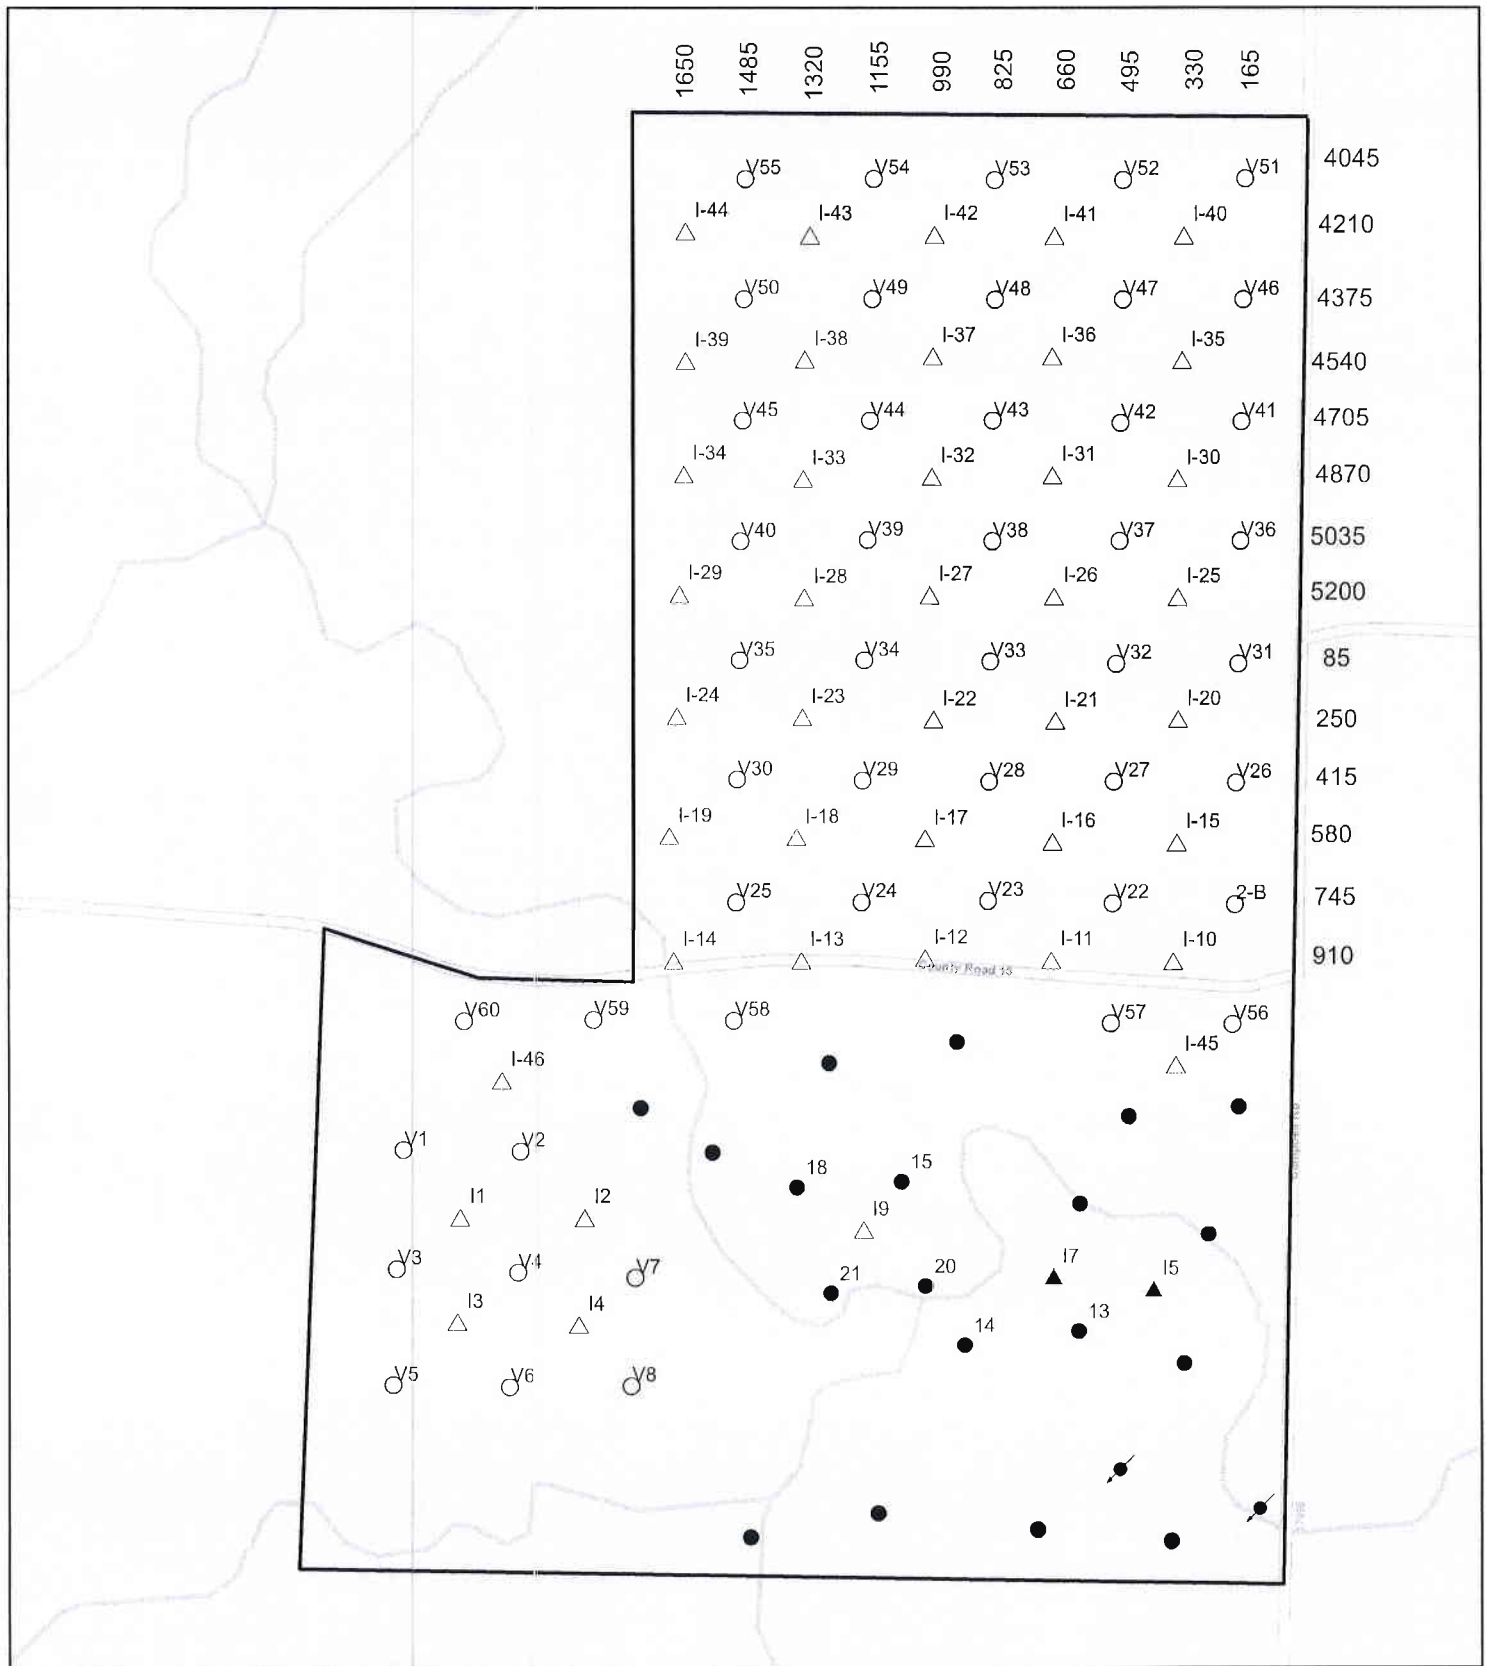 1650 1485 1320 1155 990 825 660 495 330 165
V55 V54 V53 V52 V51 4045
I-44 I-43 I-42 I-41 I-40 4210
V50 V49 V48 V47 V46 4375
I-39 I-38 I-37 I-36 I-35 4540
V45 V44 V43 V42 V41 4705
I-34 I-33 I-32 I-31 I-30 4870
V40 V39 V38 V37 V36 5035
I-29 I-28 I-27 I-26 I-25 5200
V35 V34 V33 V32 V31 85
I-24 I-23 I-22 I-21 I-20 250
V30 V29 V28 V27 V26 415
I-19 I-18 I-17 I-16 I-15 580
V25 V24 V23 V22 2-B 745
I-14 I-13 I-12 I-11 I-10 910
County Road 15
V60 V59 V58 V57 V56
I-46 I-45
V1 V2
18 15
I1 I2 I9
V3 V4 V7 21 20 I7 I5
I3 I4 14 13
V5 V6 V8